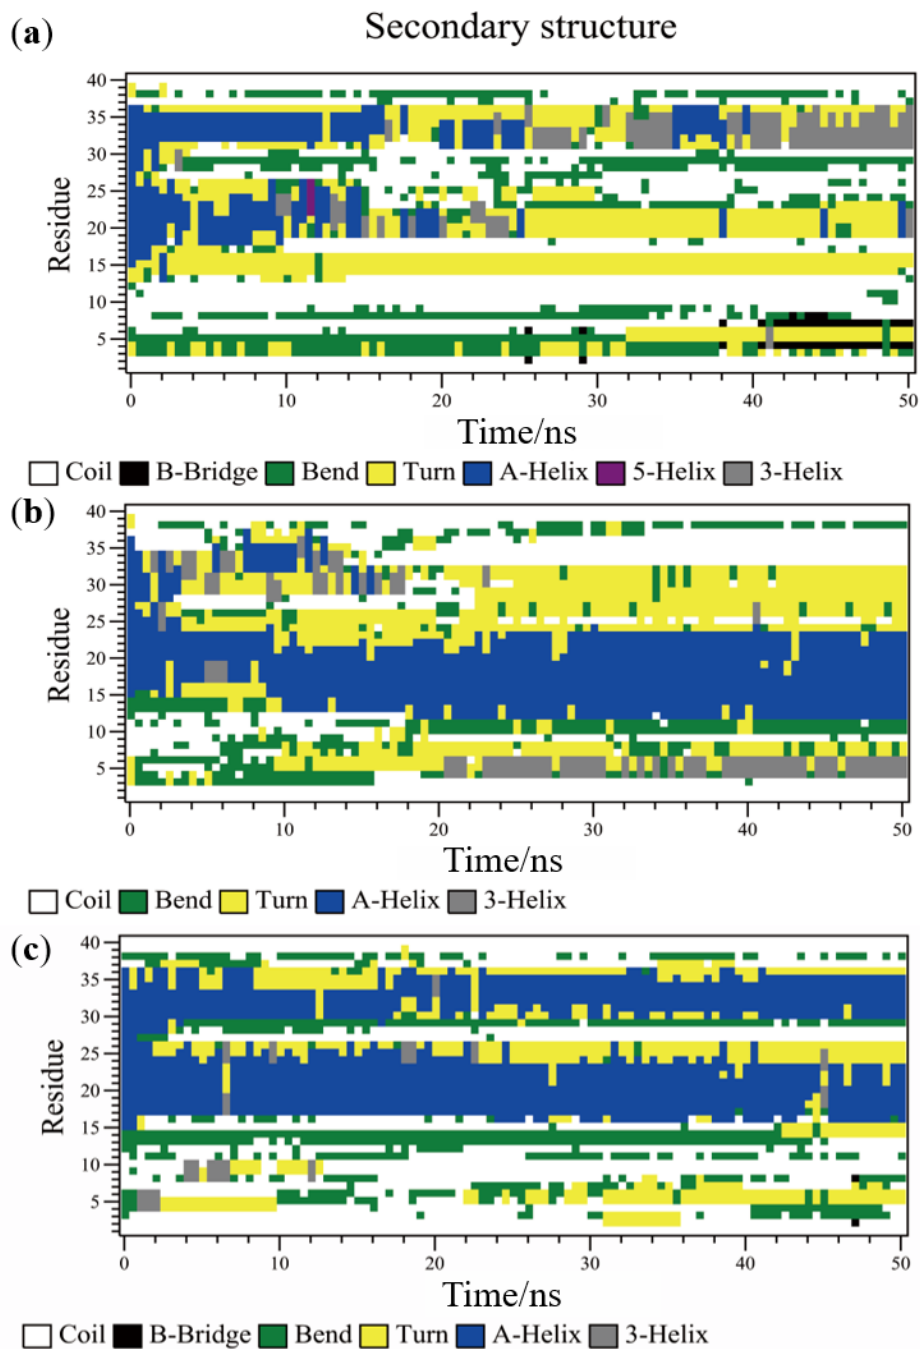 Secondary structure
(a)
40
35
30
25
20
15
10
5
Residue
0 10 20 30 40 50
Time/ns
Coil B-Bridge Bend Turn A-Helix 5-Helix 3-Helix
(b)
40
35
30
25
20
15
10
5
Residue
0 10 20 30 40 50
Time/ns
Coil Bend Turn A-Helix 3-Helix
(c)
40
35
30
25
20
15
10
5
Residue
0 10 20 30 40 50
Time/ns
Coil B-Bridge Bend Turn A-Helix 3-Helix